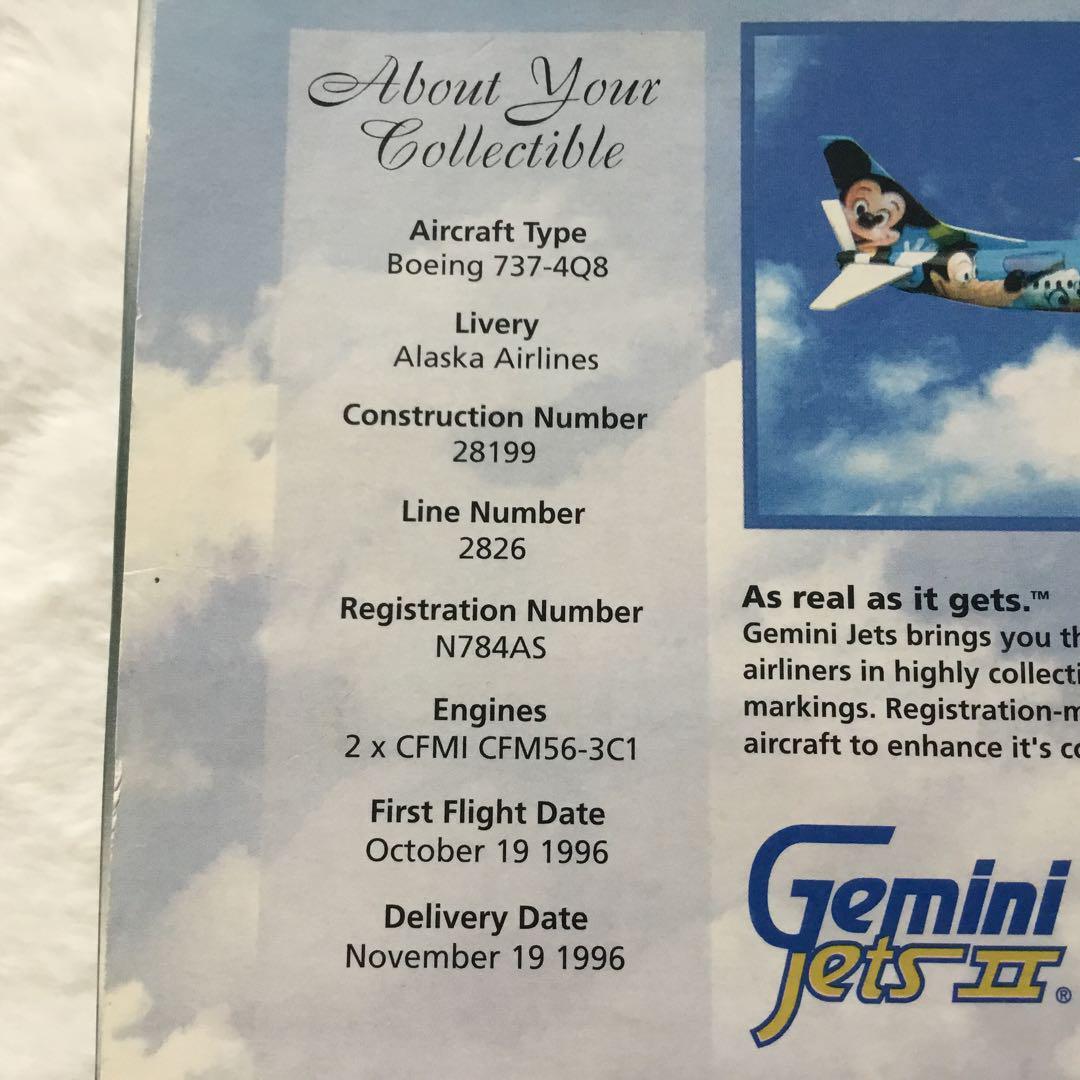 About Your
Collectible
Aircraft Type
Boeing 737-4Q8
Livery
Alaska Airlines
Construction Number
28199
Line Number
2826
Registration Number
N784AS
Engines
2 x CFMI CFM56-3C1
First Flight Date
October 19 1996
Delivery Date
November 19 1996
As real as it gets.™
Gemini Jets brings you
airliners in highly
markings.
aircraft to enhance it's
Gemini
Jets II®